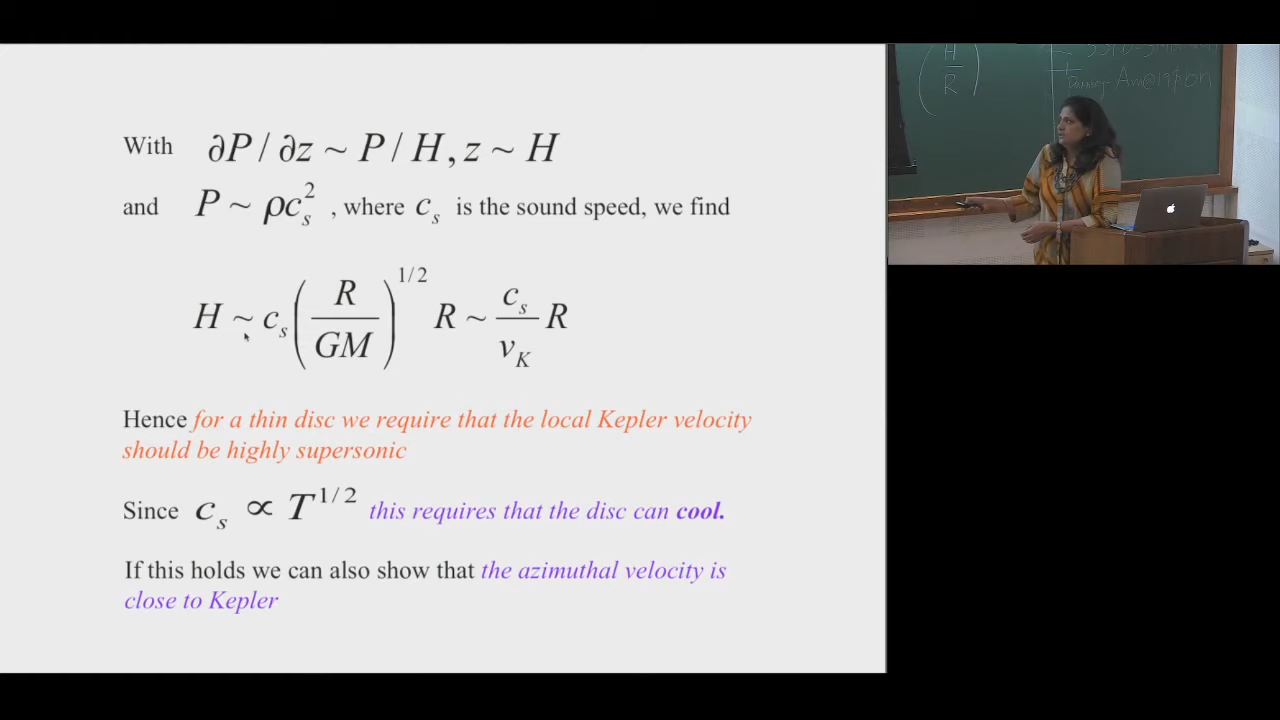 With ∂P / ∂z ~ P / H, z ~ H
and P ~ ρc_s^2 , where c_s is the sound speed, we find
H ~ c_s (R / GM)^{1/2} R ~ c_s / v_K R
Hence for a thin disc we require that the local Kepler velocity
should be highly supersonic
Since c_s ∝ T^{1/2} this requires that the disc can cool.
If this holds we can also show that the azimuthal velocity is
close to Kepler
(H / R)